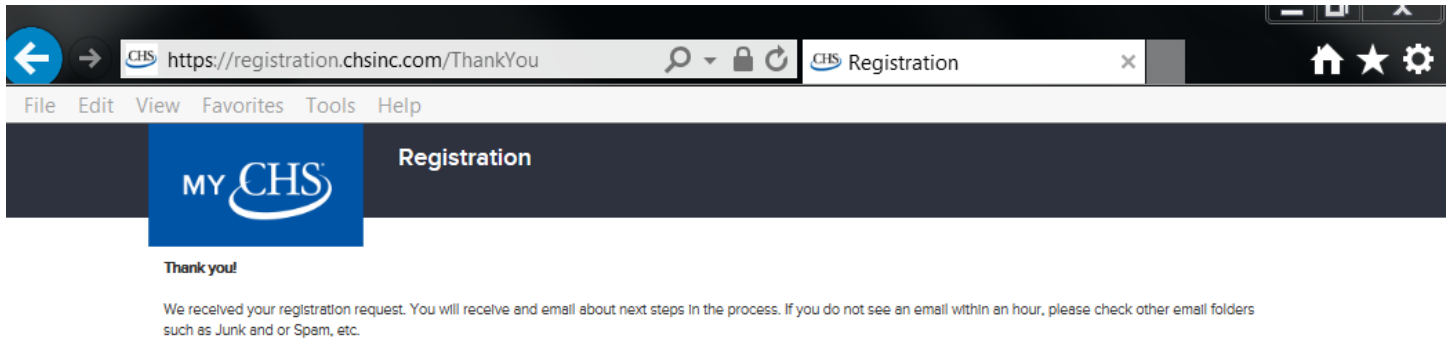 CHS https://registration.chsinc.com/ThankYou CHS Registration
File Edit View Favorites Tools Help
MY CHS Registration
Thank you!
We received your registration request. You will receive and email about next steps in the process. If you do not see an email within an hour, please check other email folders
such as Junk and or Spam, etc.